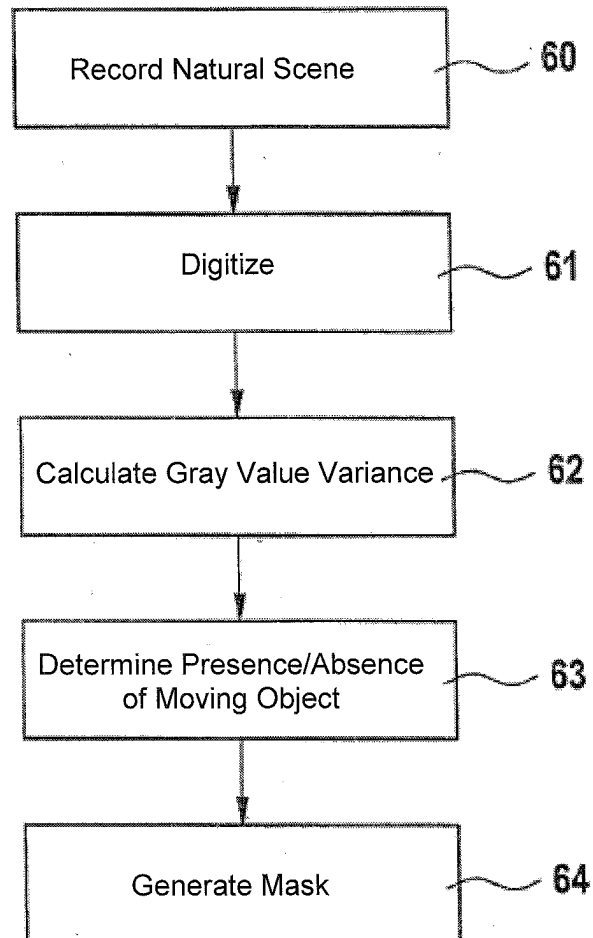 Record Natural Scene 60
Digitize 61
Calculate Gray Value Variance 62
Determine Presence/Absence
of Moving Object 63
Generate Mask 64